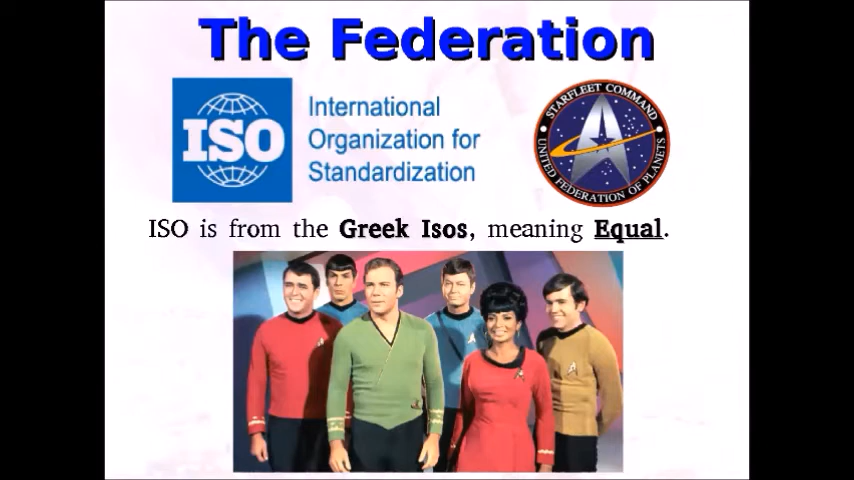 The Federation
ISO
International
Organization for
Standardization
STARFLEET COMMAND
UNITED FEDERATION OF PLANETS
ISO is from the Greek Isos, meaning Equal.